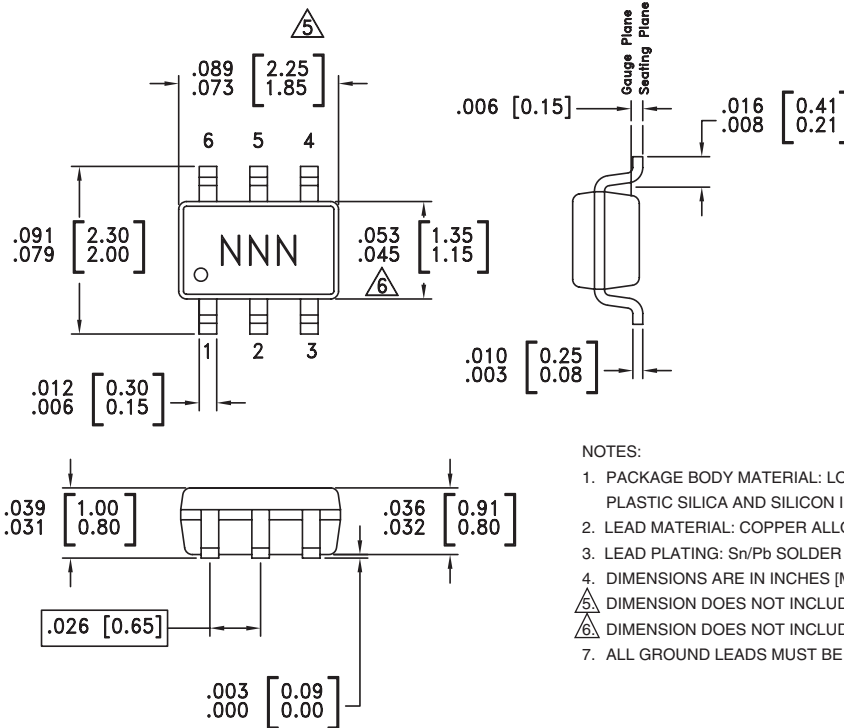 5
.089 [2.25]
.073 [1.85]
6 5 4
.091 [2.30]
.079 [2.00]
NNN
.053 [1.35]
.045 [1.15]
6
1 2 3
.012 [0.30]
.006 [0.15]
Gauge Plane
Seating Plane
.006 [0.15]
.016 [0.41]
.008 [0.21]
.010 [0.25]
.003 [0.08]
.039 [1.00]
.031 [0.80]
.036 [0.91]
.032 [0.80]
.026 [0.65]
.003 [0.09]
.000 [0.00]
NOTES:
1. PACKAGE BODY MATERIAL:
PLASTIC SILICA AND SILICON
2. LEAD MATERIAL: COPPER
3. LEAD PLATING: Sn/Pb SOLDER
4. DIMENSIONS ARE IN INCHES
5. DIMENSION DOES NOT
6. DIMENSION DOES NOT
7. ALL GROUND LEADS MUST BE